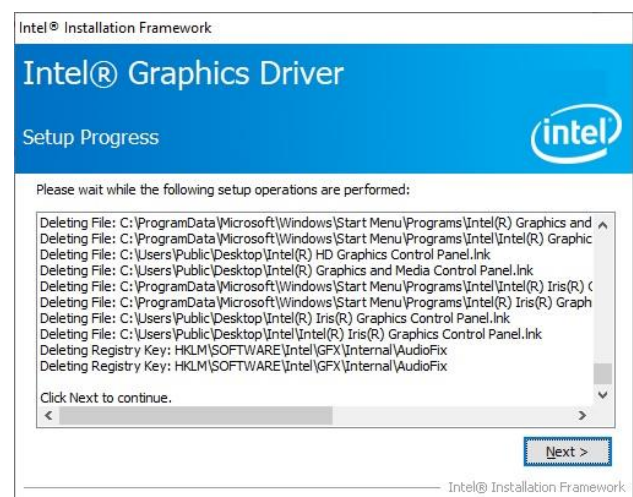 Intel® Installation Framework
Intel® Graphics Driver
Setup Progress
intel
Please wait while the following setup operations are performed:
Deleting File: C:\ProgramData\Microsoft\Windows\Start Menu\Programs\Intel(R) Graphics and
Deleting File: C:\ProgramData\Microsoft\Windows\Start Menu\Programs\Intel\Intel(R) Graphic
Deleting File: C:\Users\Public\Desktop\Intel(R) HD Graphics Control Panel.lnk
Deleting File: C:\Users\Public\Desktop\Intel(R) Graphics and Media Control Panel.lnk
Deleting File: C:\ProgramData\Microsoft\Windows\Start Menu\Programs\Intel\Intel(R) Iris(R) G
Deleting File: C:\ProgramData\Microsoft\Windows\Start Menu\Programs\Intel(R) Iris(R) Graph
Deleting File: C:\Users\Public\Desktop\Intel(R) Iris(R) Graphics Control Panel.lnk
Deleting File: C:\Users\Public\Desktop\Intel\Intel(R) Iris(R) Graphics Control Panel.lnk
Deleting Registry Key: HKLM\SOFTWARE\Intel\GFX\Internal\AudioFix
Deleting Registry Key: HKLM\SOFTWARE\Intel\GFX\Internal\AudioFix
Click Next to continue.
Next >
Intel® Installation Framework